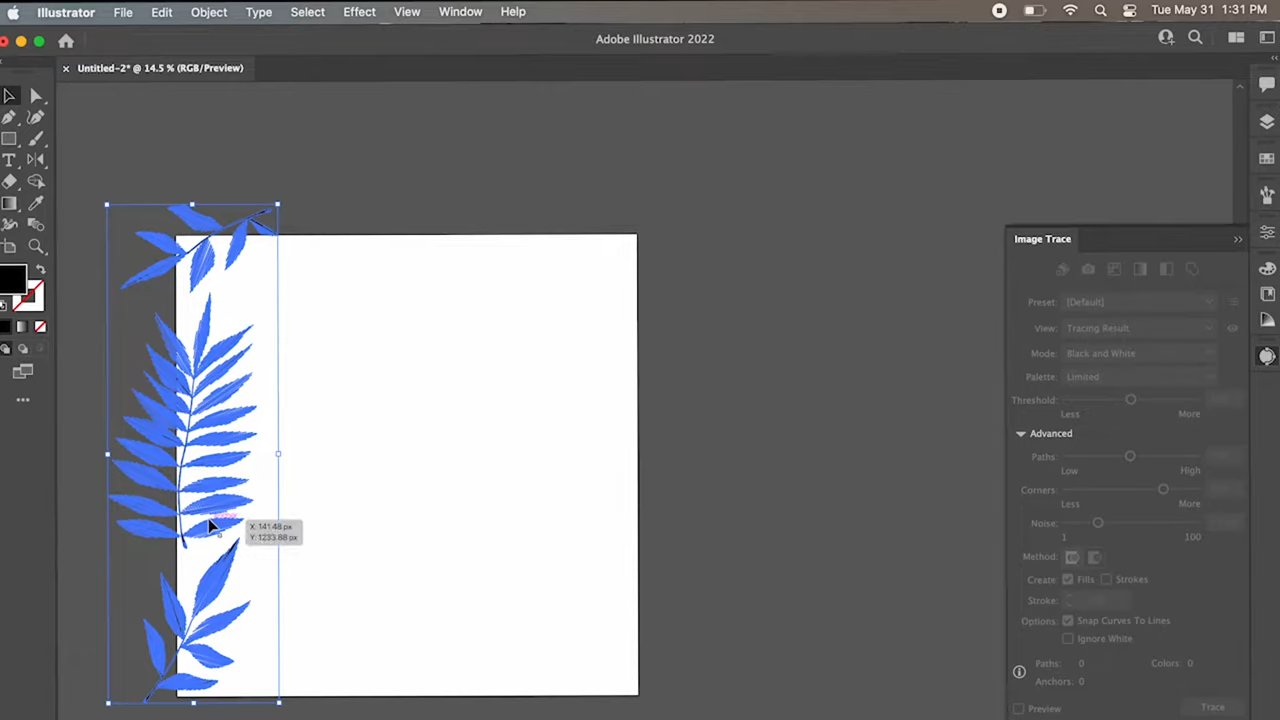 Illustrator File Edit Object Type Select Effect View Window Help Tue May 31 1:31 PM
Adobe Illustrator 2022
× Untitled-2* @ 14.5 % (RGB/Preview)
Image Trace
Preset: [Default]
View: Tracing Result
Mode: Black and White
Palette: Limited
Threshold:
Less More
Advanced
Paths:
Low High
Corners:
Less More
Noise:
1 100
X: 141.48 px
Y: 1233.88 px
Method:
Create: Fills Strokes
Stroke:
Options: Snap Curves To Lines
Ignore White
Paths: 0 Colors: 0
Anchors: 0
Preview Trace